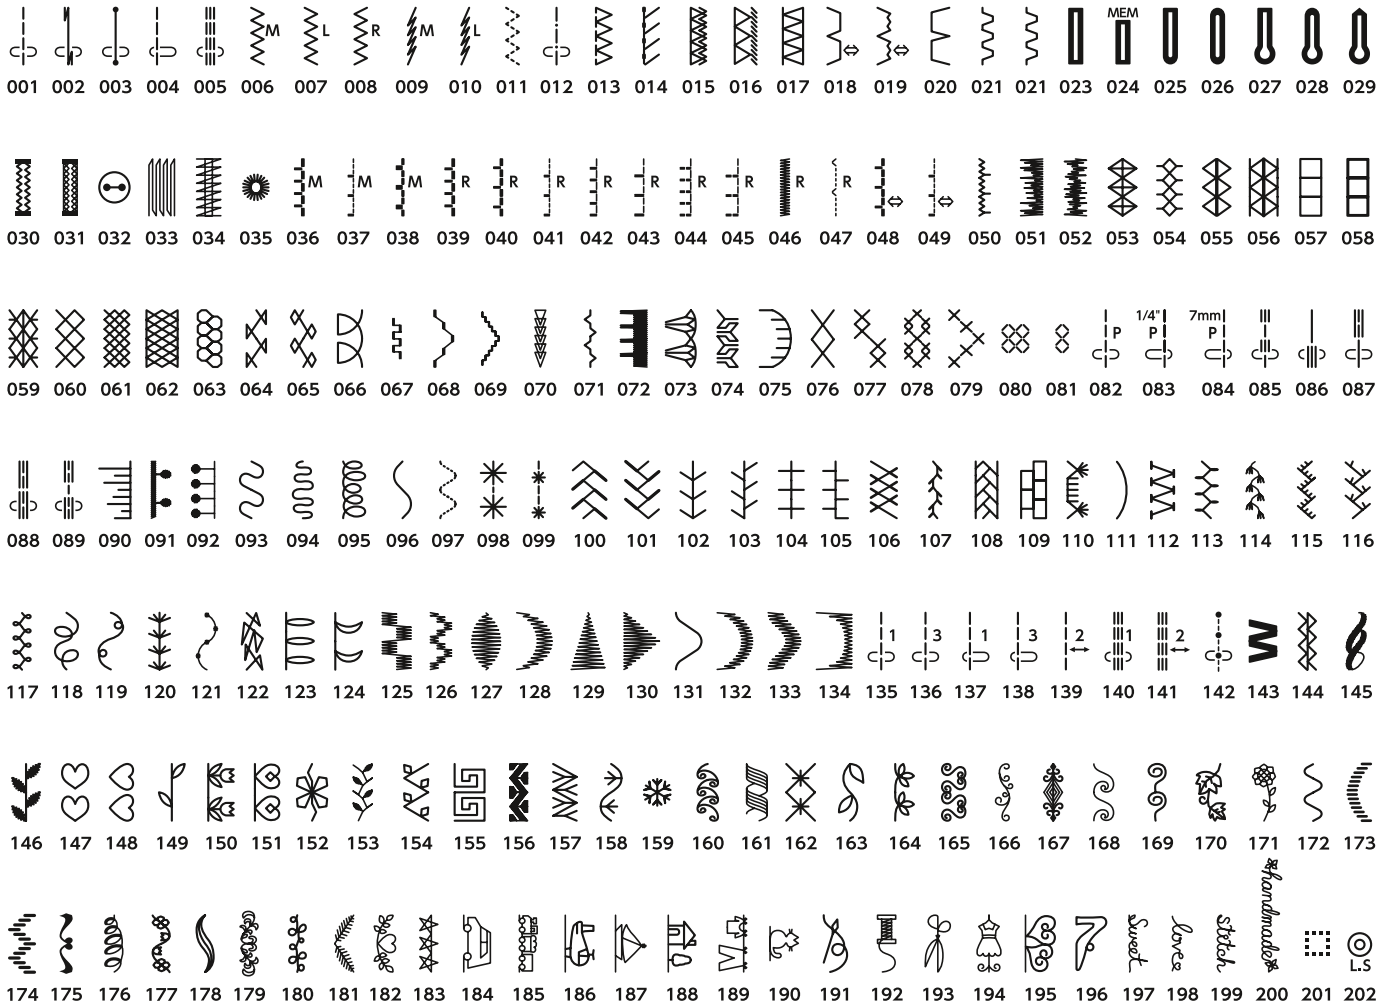 MEM
M L R M L
001 002 003 004 005 006 007 008 009 010 011 012 013 014 015 016 017 018 019 020 021 021 023 024 025 026 027 028 029
M M M R R R R R R R R R
030 031 032 033 034 035 036 037 038 039 040 041 042 043 044 045 046 047 048 049 050 051 052 053 054 055 056 057 058
1/4" 7mm
P P P
059 060 061 062 063 064 065 066 067 068 069 070 071 072 073 074 075 076 077 078 079 080 081 082 083 084 085 086 087
088 089 090 091 092 093 094 095 096 097 098 099 100 101 102 103 104 105 106 107 108 109 110 111 112 113 114 115 116
1 3 1 3 2 1 2
117 118 119 120 121 122 123 124 125 126 127 128 129 130 131 132 133 134 135 136 137 138 139 140 141 142 143 144 145
146 147 148 149 150 151 152 153 154 155 156 157 158 159 160 161 162 163 164 165 166 167 168 169 170 171 172 173
Sweet love stitch handmade
L.S
174 175 176 177 178 179 180 181 182 183 184 185 186 187 188 189 190 191 192 193 194 195 196 197 198 199 200 201 202